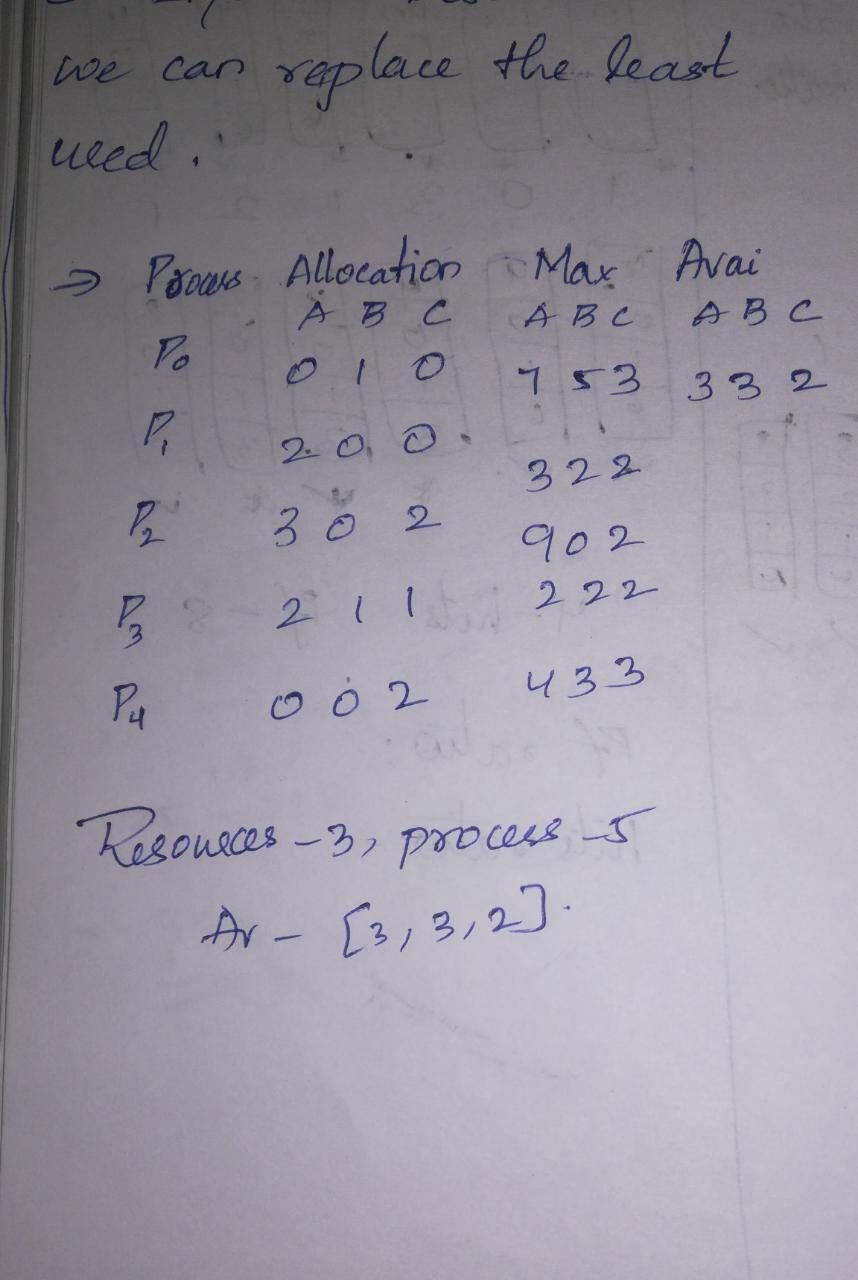 we can replace the least
used.
→ Process Allocation Max Avai
A B C A B C A B C
P0 0 1 0 7 5 3 3 3 2
P1 2 0 0 3 2 2
P2 3 0 2 9 0 2
P3 2 1 1 2 2 2
P4 0 0 2 4 3 3
Resources - 3, process - 5
Av - [3, 3, 2].